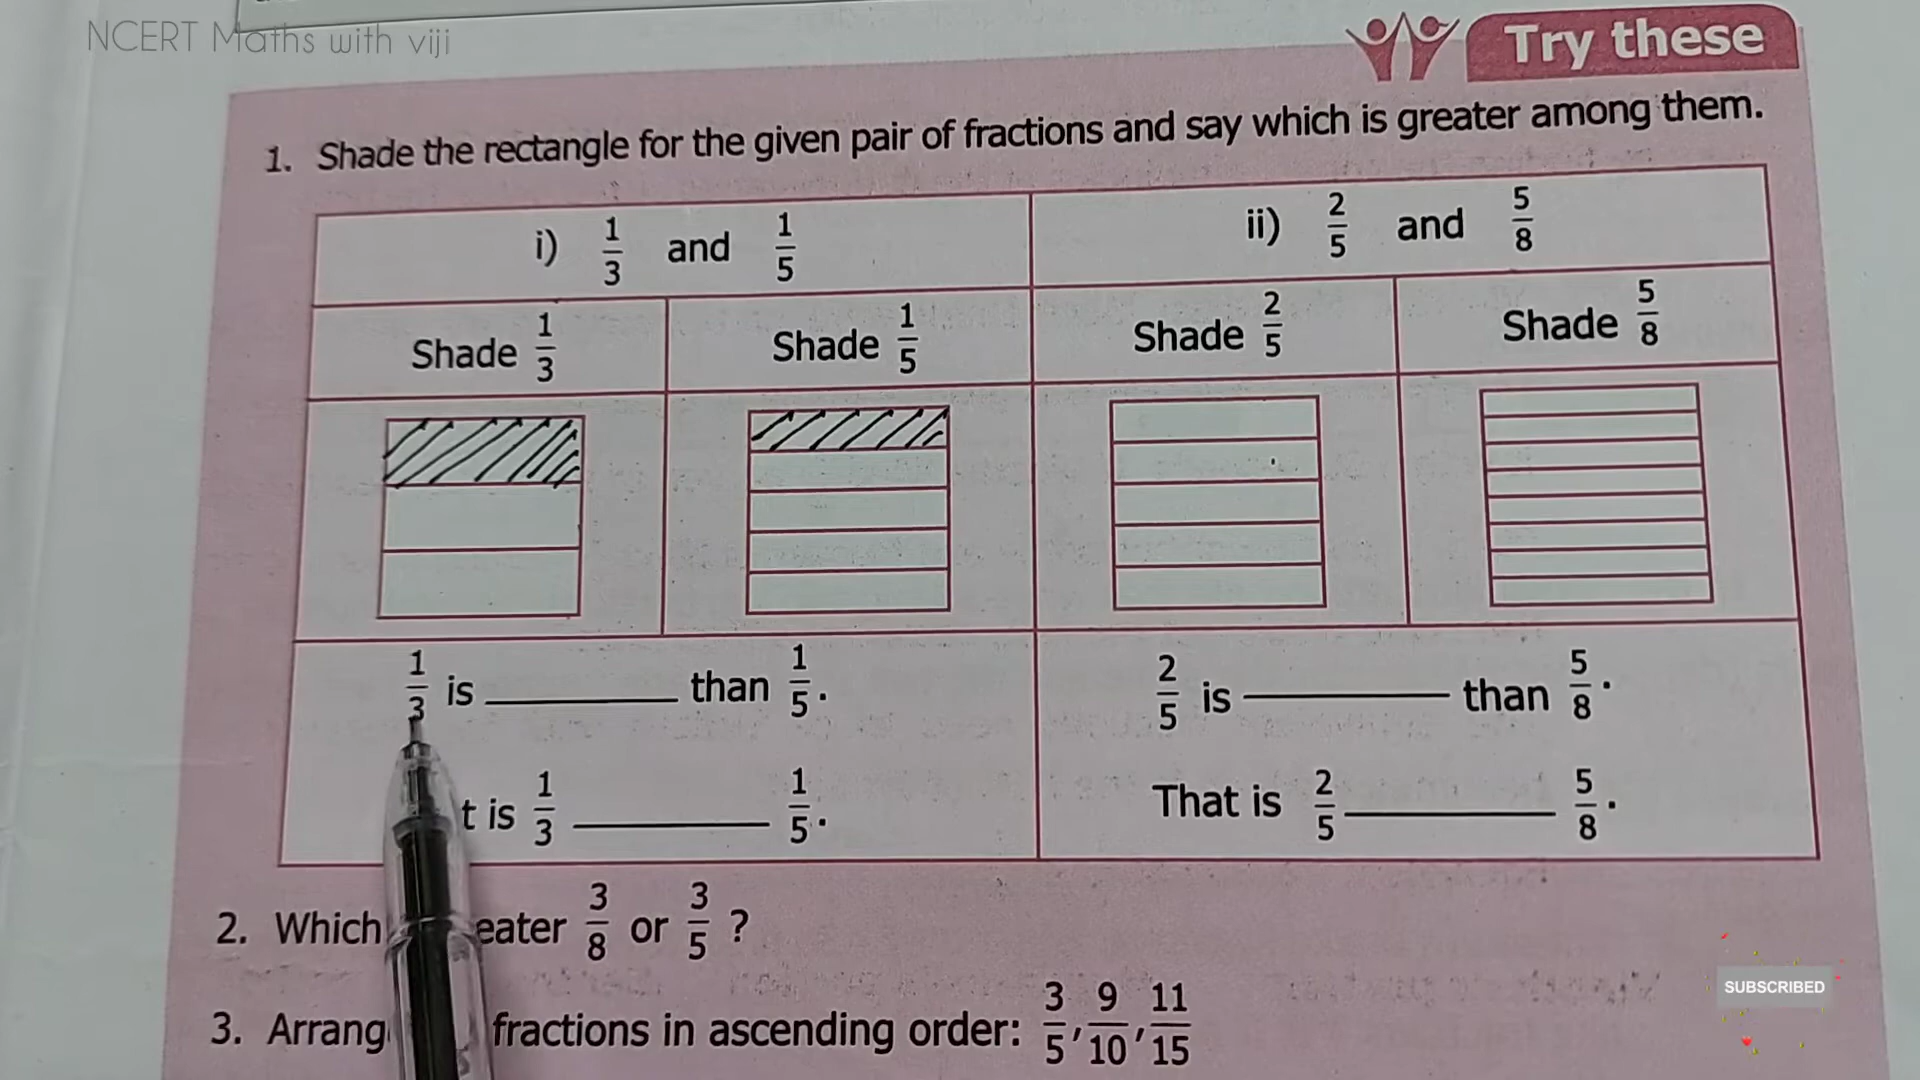 NCERT Maths with viji
Try these
1. Shade the rectangle for the given pair of fractions and say which is greater among them.
i) 1/3 and 1/5
ii) 2/5 and 5/8
Shade 1/3
Shade 1/5
Shade 2/5
Shade 5/8
1/3 is ________ than 1/5.
2/5 is ________ than 5/8.
t is 1/3 ________ 1/5.
That is 2/5 ________ 5/8.
2. Which eater 3/8 or 3/5 ?
3. Arrang fractions in ascending order: 3/5, 9/10, 11/15
SUBSCRIBED